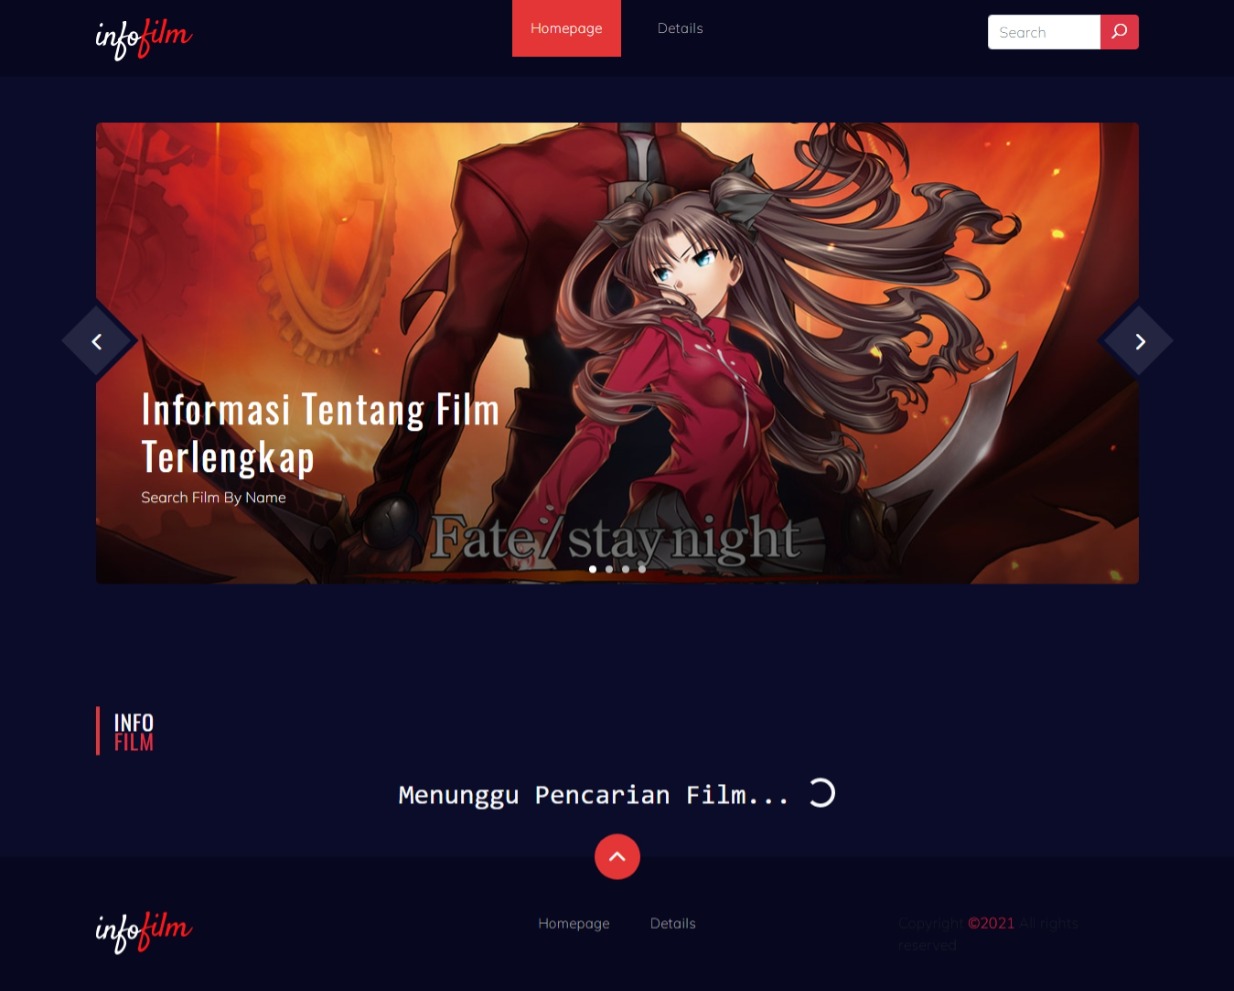 infofilm
Homepage
Details
Search
Informasi Tentang Film
Terlengkap
Search Film By Name
Fate/stay night
INFO
FILM
Menunggu Pencarian Film...
infofilm
Homepage
Details
Copyright ©2021 All rights
reserved